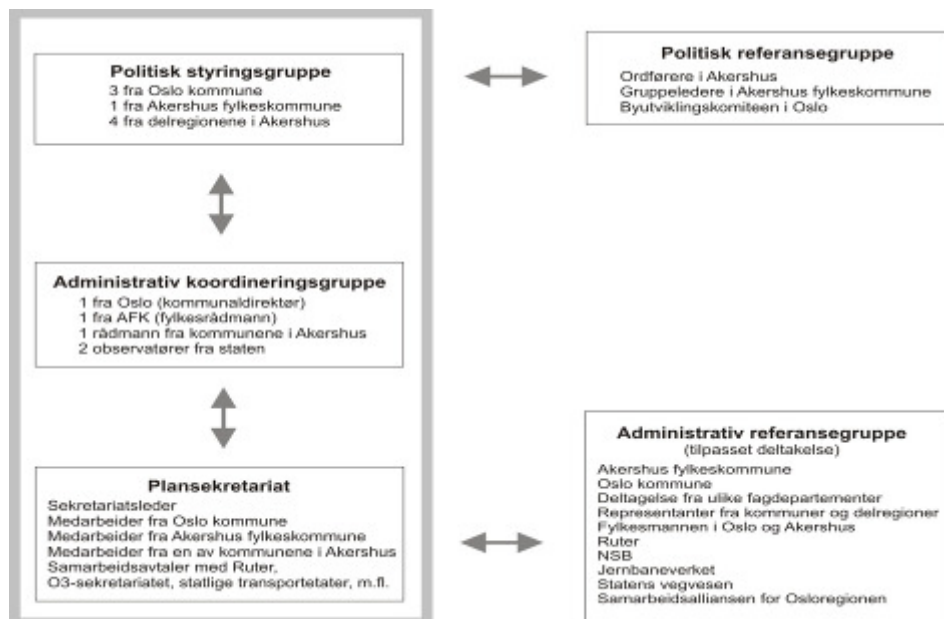 Politisk styringsgruppe
3 fra Oslo kommune
1 fra Akershus fylkeskommune
4 fra delregionene i Akershus
Politisk referansegruppe
Ordførere i Akershus
Gruppeledere i Akershus fylkeskommune
Byutviklingskomiteen i Oslo
Administrativ koordineringsgruppe
1 fra Oslo (kommunaldirektør)
1 fra AFK (fylkesrådmann)
1 rådmann fra kommunene i Akershus
2 observatører fra staten
Plansekretariat
Sekretariatsleder
Medarbeider fra Oslo kommune
Medarbeider fra Akershus fylkeskommune
Medarbeider fra en av kommunene i Akershus
Samarbeidsavtaler med Ruter,
O3-sekretariatet, statlige transportetater, m.fl.
Administrativ referansegruppe
(tilpasset deltakelse)
Akershus fylkeskommune
Oslo kommune
Deltagelse fra ulike fagdepartementer
Representanter fra kommuner og delregioner
Fylkesmannen i Oslo og Akershus
Ruter
NSB
Jernbaneverket
Statens vegvesen
Samarbeidsalliansen for Osloregionen